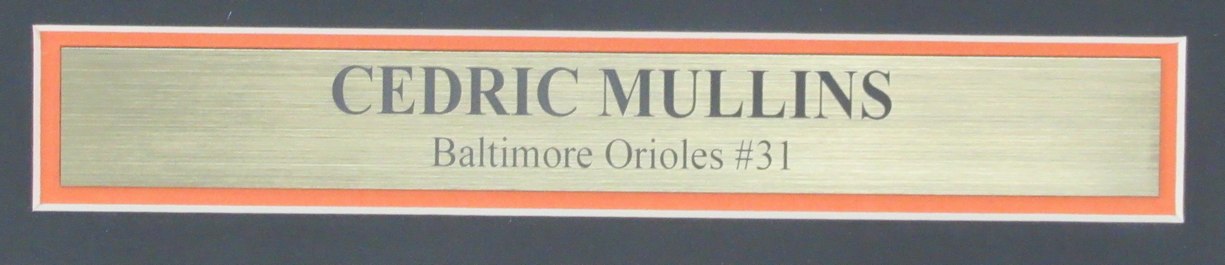 CEDRIC MULLINS
Baltimore Orioles #31